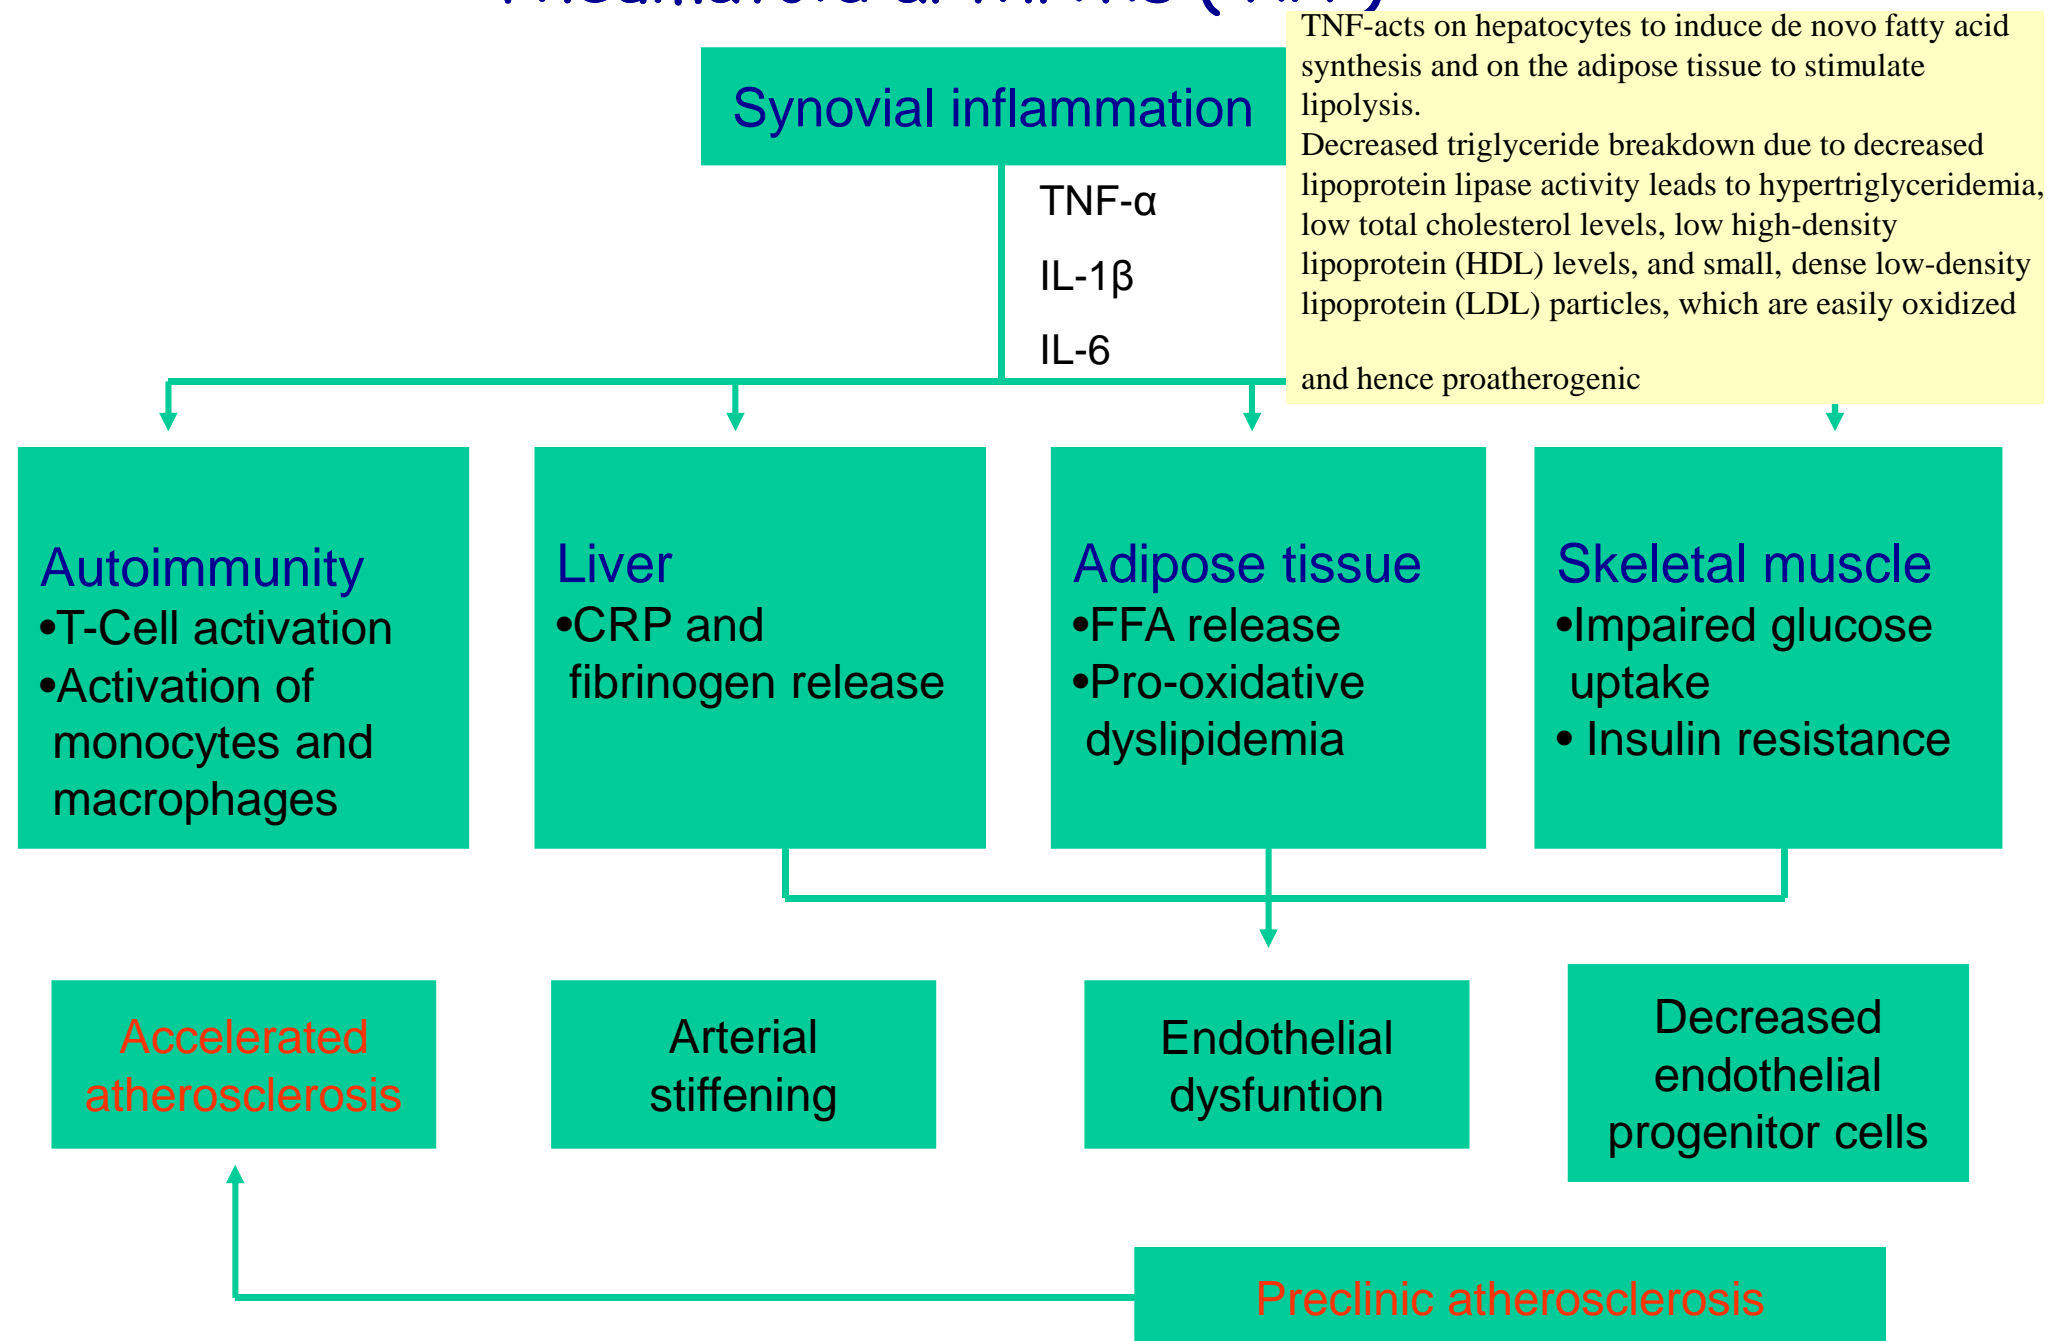 Synovial inflammation
TNF-acts on hepatocytes to induce de novo fatty acid
synthesis and on the adipose tissue to stimulate
lipolysis.
Decreased triglyceride breakdown due to decreased
lipoprotein lipase activity leads to hypertriglyceridemia,
low total cholesterol levels, low high-density
lipoprotein (HDL) levels, and small, dense low-density
lipoprotein (LDL) particles, which are easily oxidized
and hence proatherogenic
TNF-α
IL-1β
IL-6
Autoimmunity
•T-Cell activation
•Activation of
monocytes and
macrophages
Liver
•CRP and
fibrinogen release
Adipose tissue
•FFA release
•Pro-oxidative
dyslipidemia
Skeletal muscle
•Impaired glucose
uptake
• Insulin resistance
Accelerated
atherosclerosis
Arterial
stiffening
Endothelial
dysfuntion
Decreased
endothelial
progenitor cells
Preclinic atherosclerosis